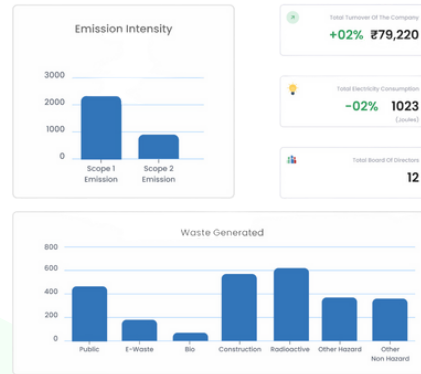 Emission Intensity
3000
2000
1000
0
Scope 1
Emission
Scope 2
Emission
Total Turnover Of The Company
+02% ₹79,220
Total Electricity Consumption
-02% 1023
(Joules)
Total Board Of Directors
12
Waste Generated
800
600
400
200
0
Public
E-Waste
Bio
Construction
Radioactive
Other Hazard
Other
Non Hazard